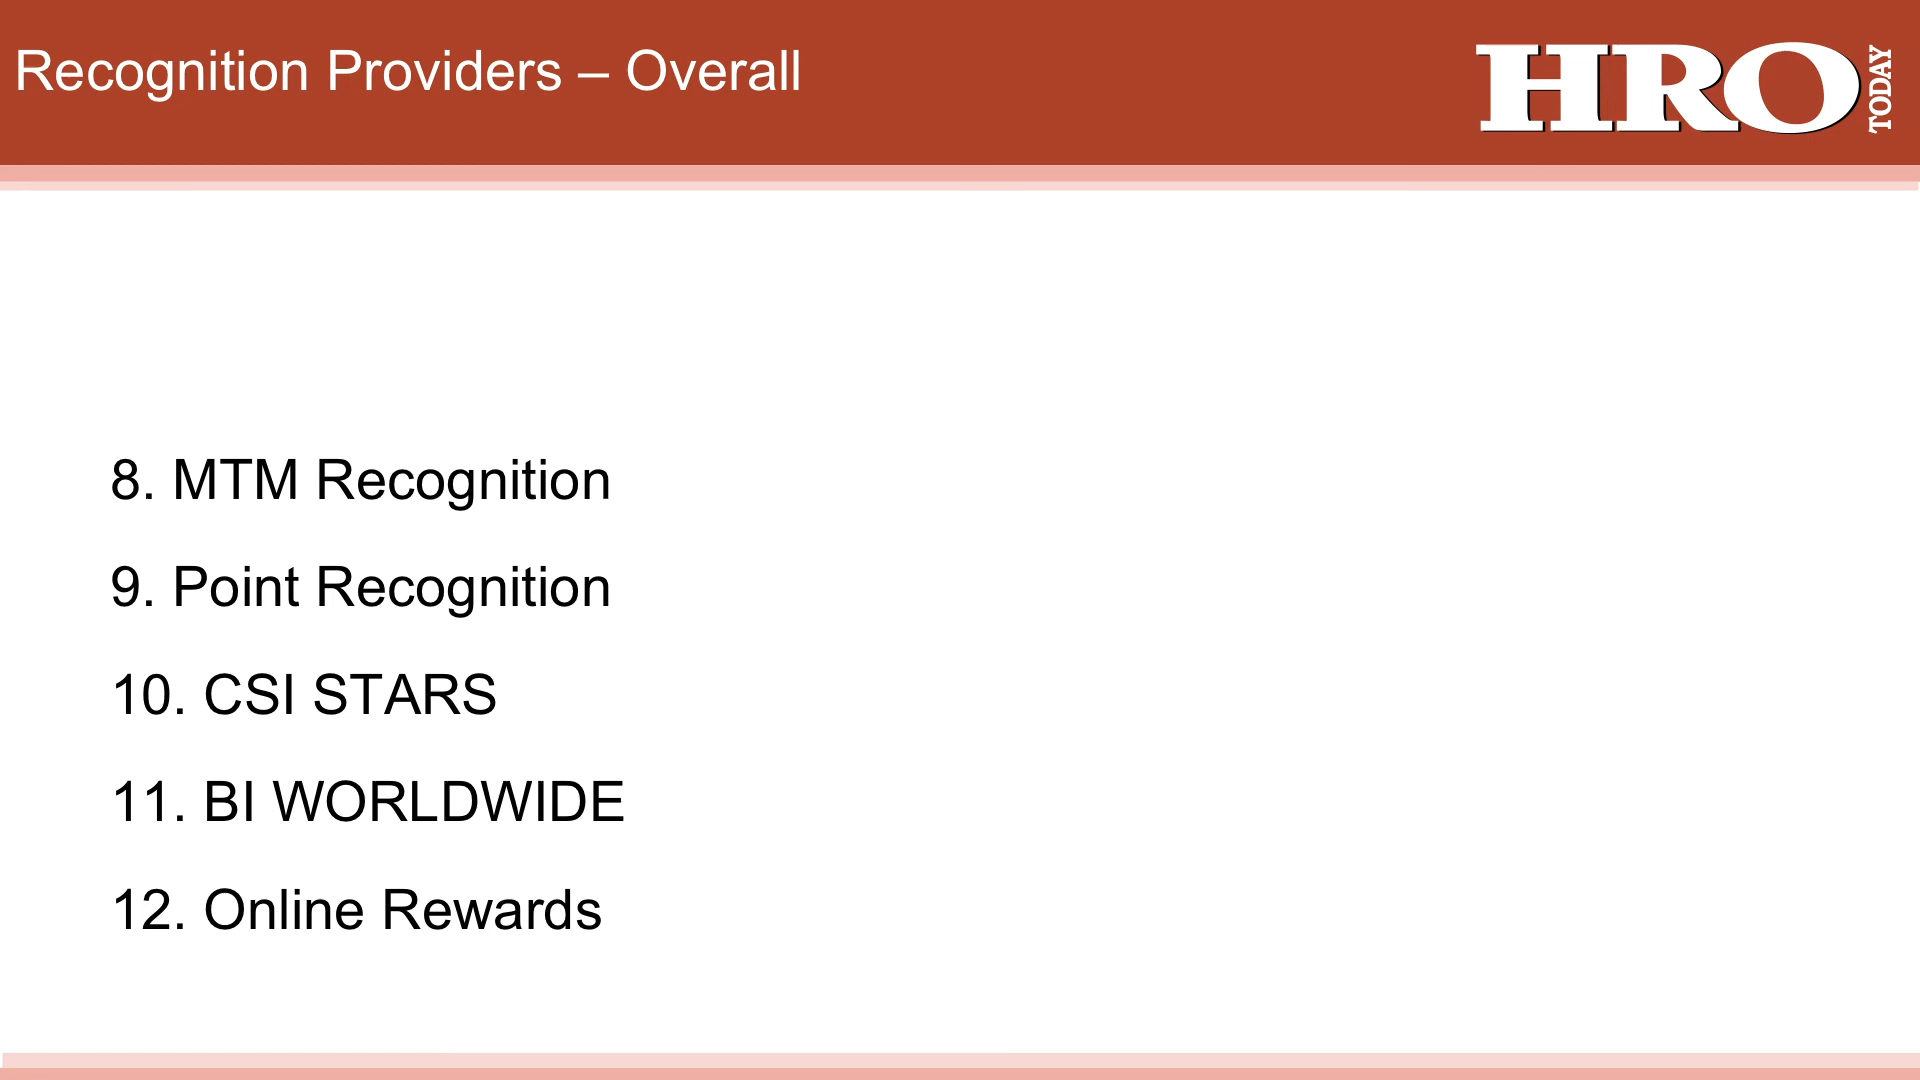 Recognition Providers – Overall
HRO
TODAY
8. MTM Recognition
9. Point Recognition
10. CSI STARS
11. BI WORLDWIDE
12. Online Rewards